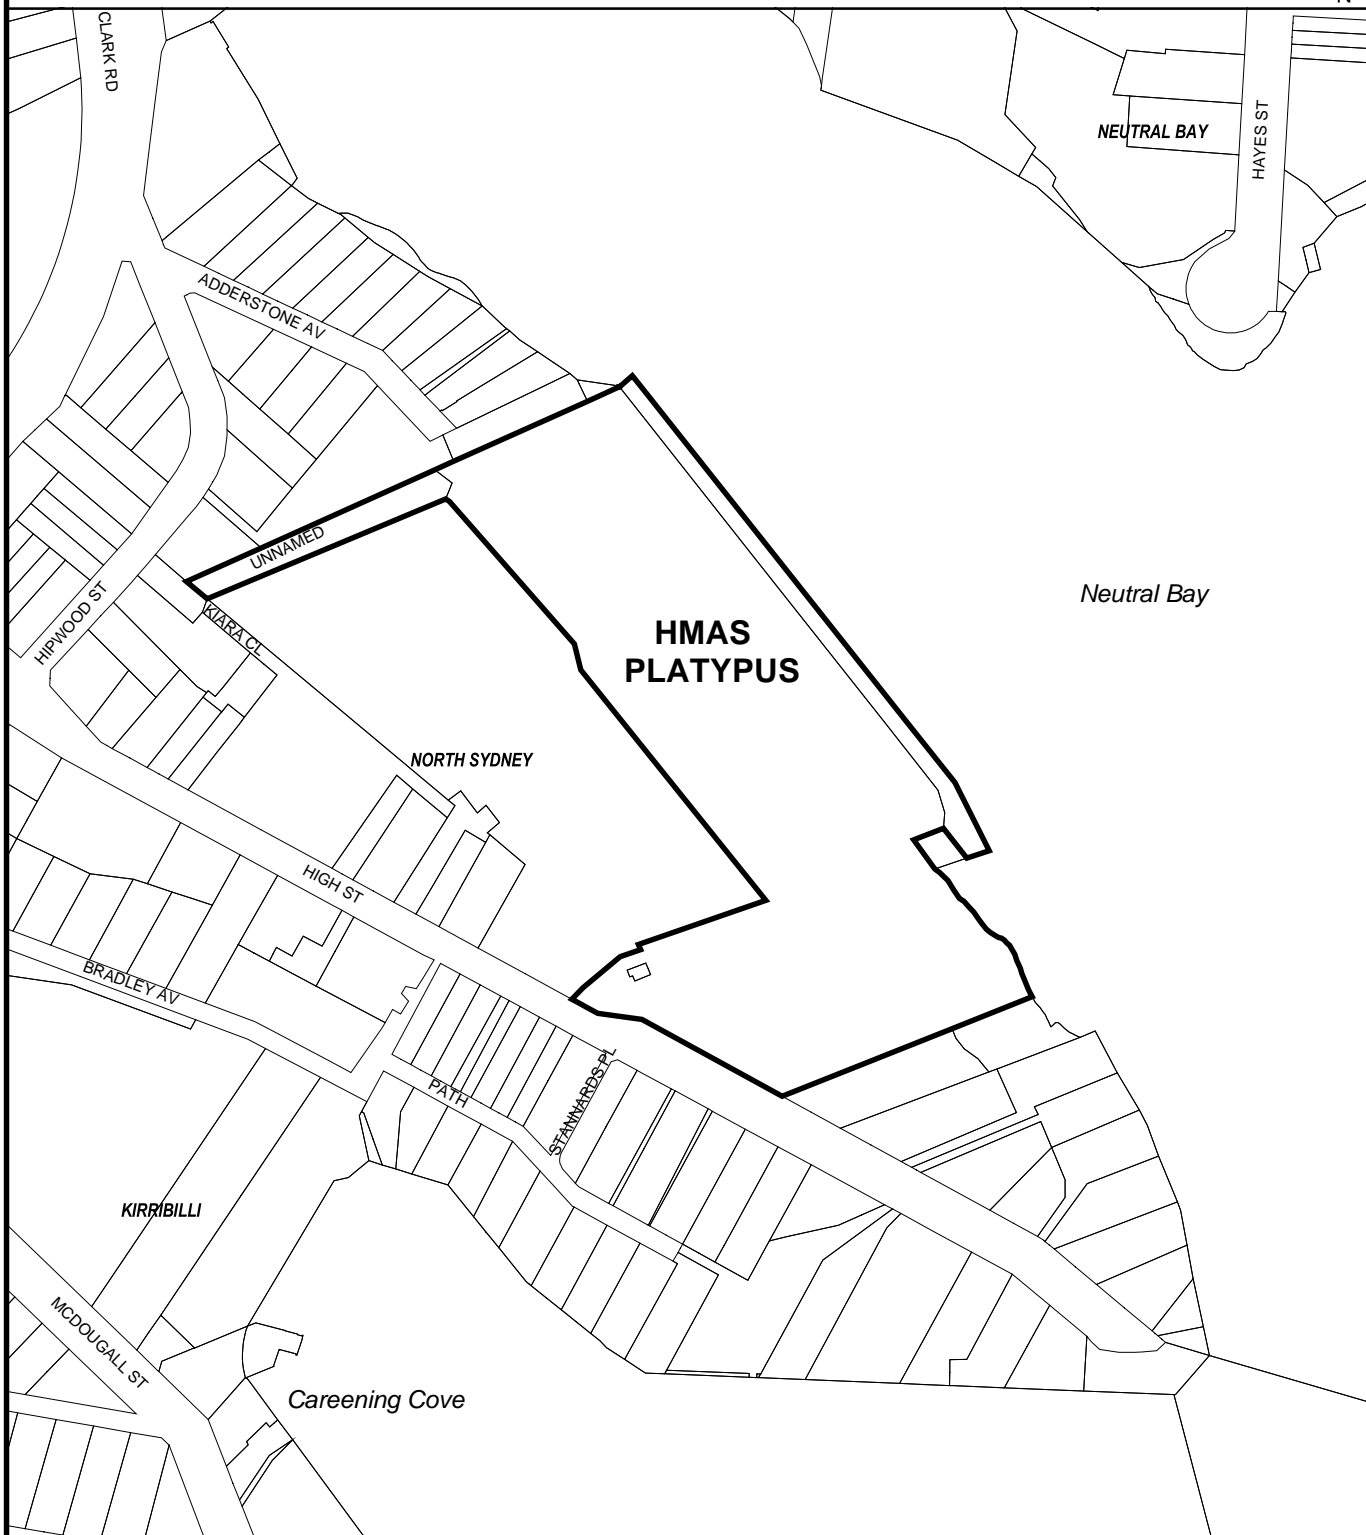 N
CLARK RD
NEUTRAL BAY
HAYES ST
ADDERSTONE AV
UNNAMED
Neutral Bay
HIPWOOD ST
KIARA CL
HMAS
PLATYPUS
NORTH SYDNEY
HIGH ST
BRADLEY AV
PATH
STANNARDS PL
KIRRIBILLI
MCDOUGALL ST
Careening Cove